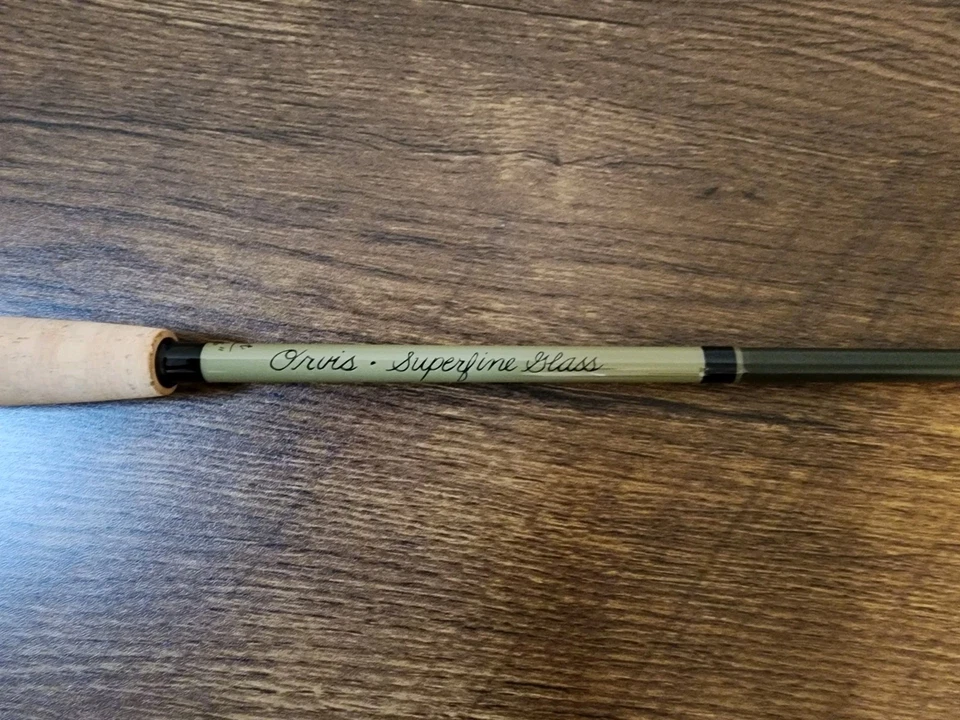 Orvis · Superfine Glass